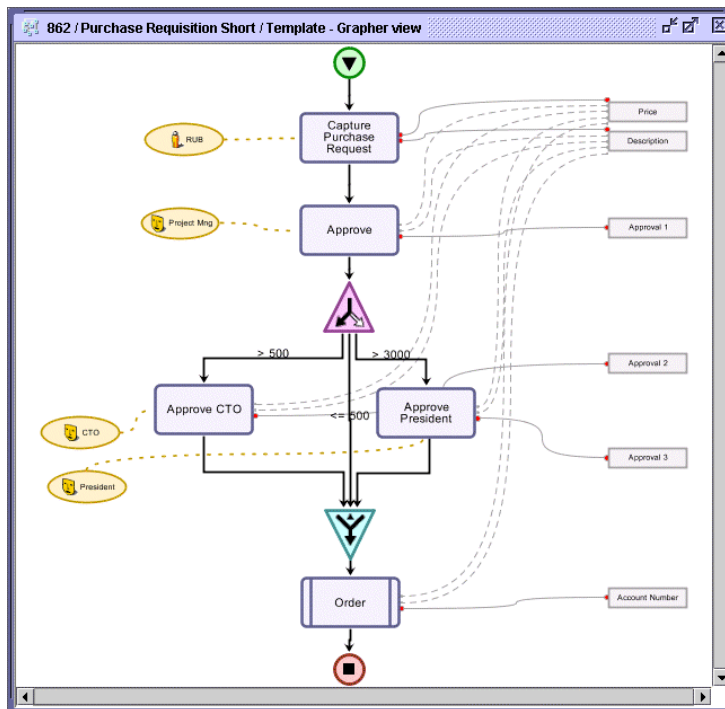 862 / Purchase Requisition Short / Template - Grapher view
Capture
Purchase
Request
Price
RUB
Description
Project Mng
Approve
Approval 1
> 500
> 3000
Approval 2
Approve CTO
Approve
President
<= 500
CTO
Approval 3
President
Order
Account Number